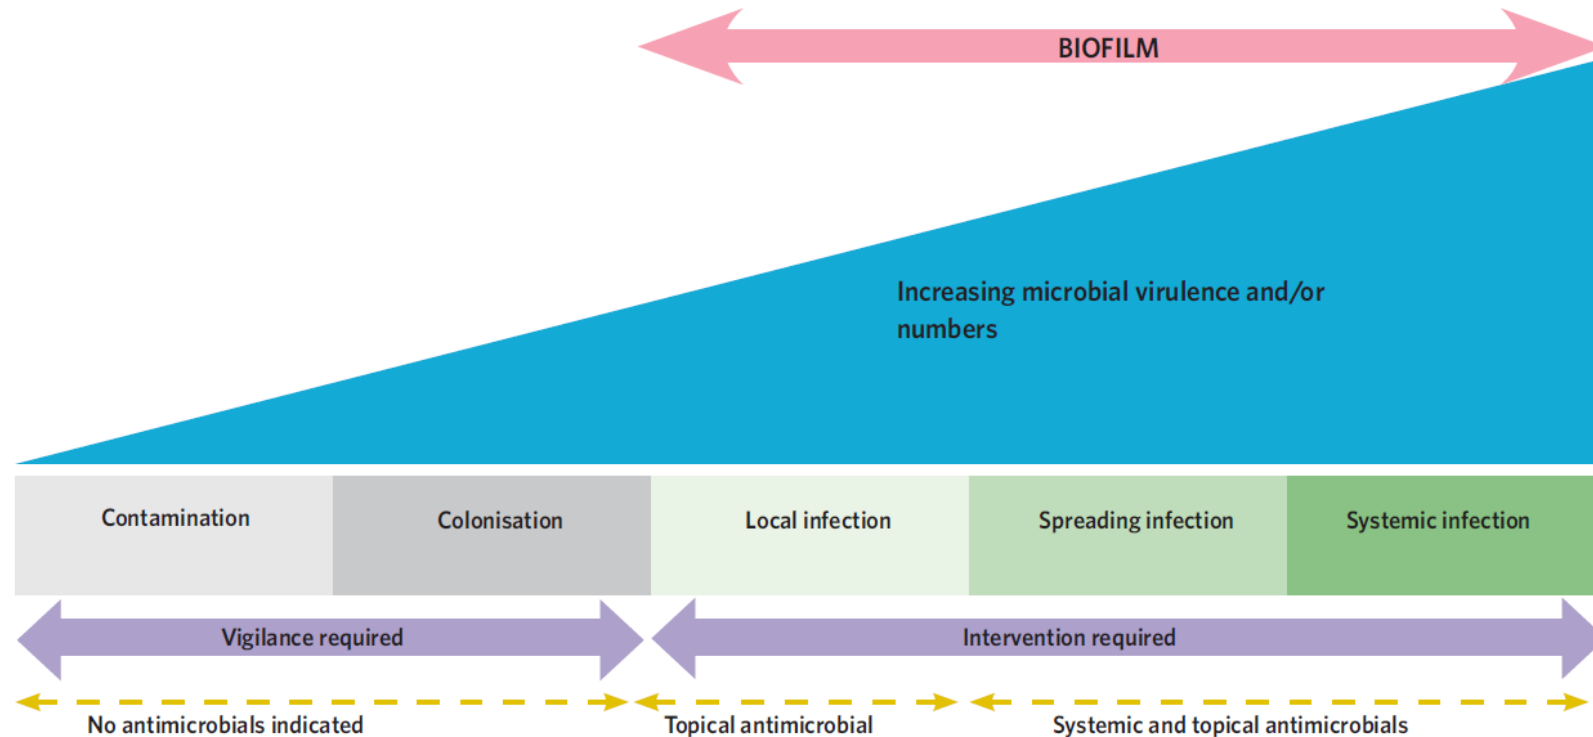 BIOFILM
Increasing microbial virulence and/or
numbers
Contamination
Colonisation
Local infection
Spreading infection
Systemic infection
Vigilance required
Intervention required
No antimicrobials indicated
Topical antimicrobial
Systemic and topical antimicrobials